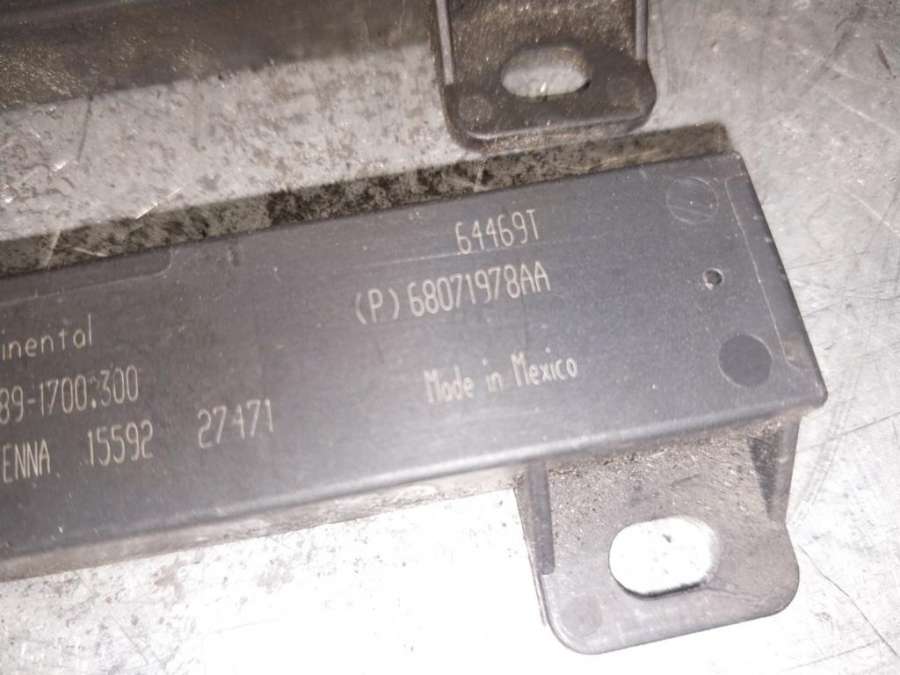 64469T
(P)68071978AA
inental
89-1700:300
Made in Mexico
ENNA 15592 27471